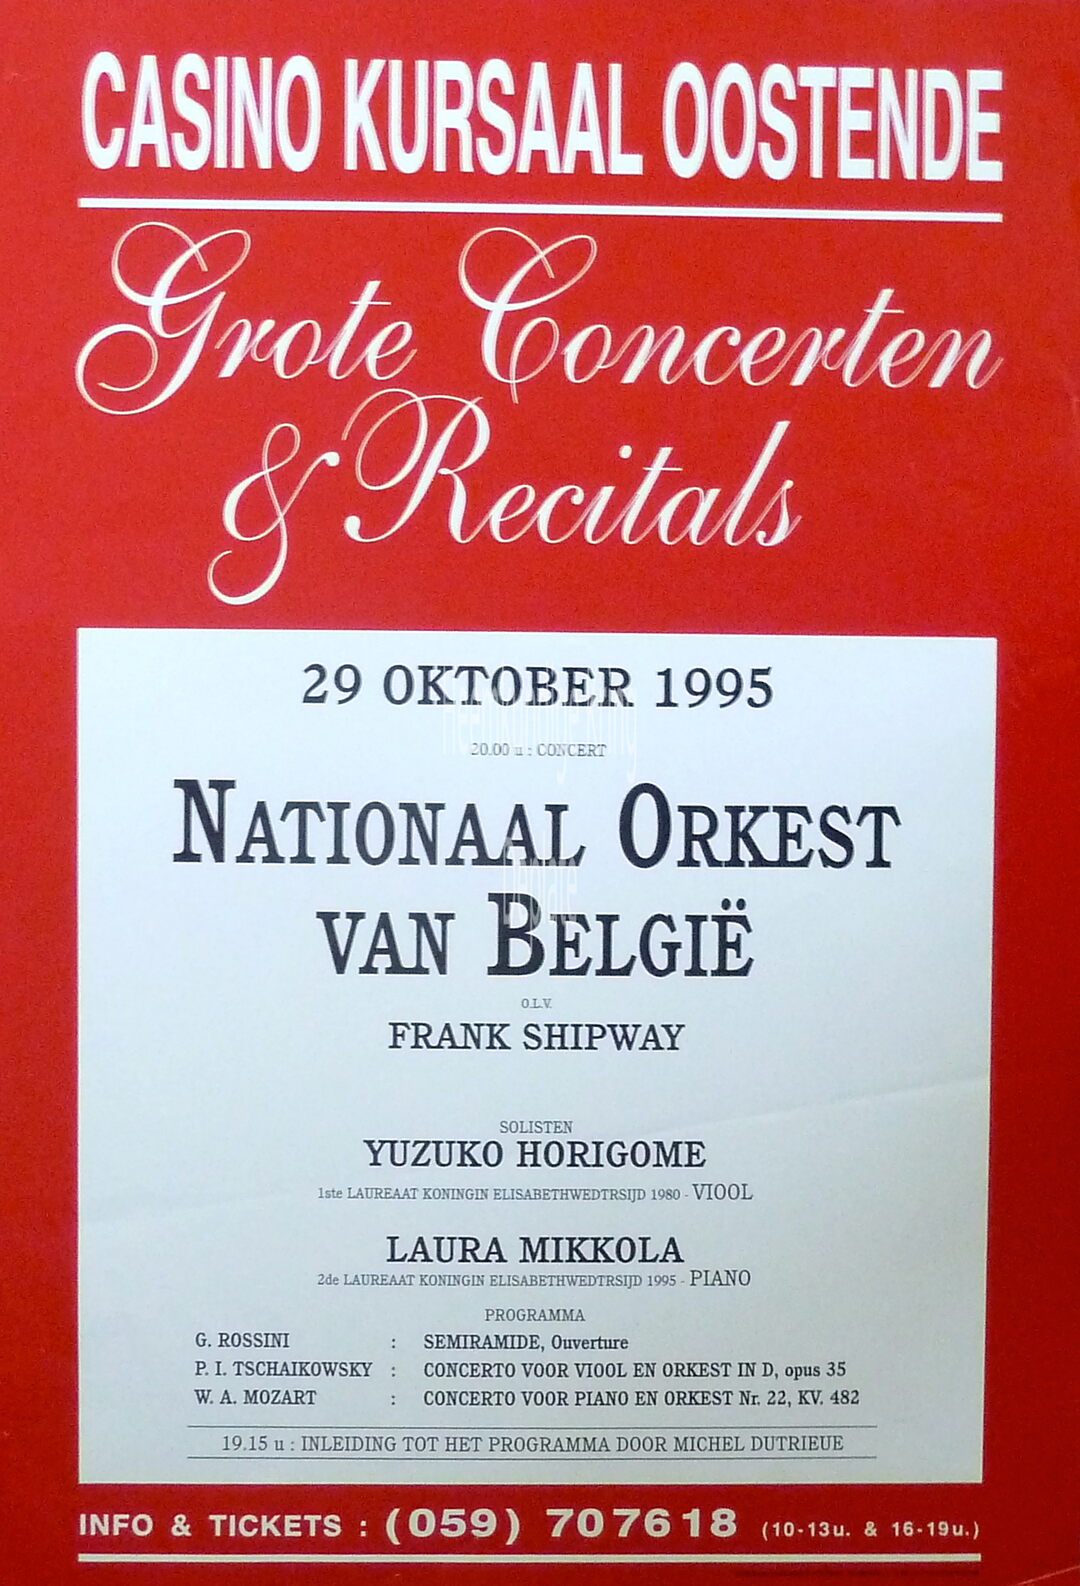 CASINO KURSAAL OOSTENDE
Grote Concerten
& Recitals
29 OKTOBER 1995
20.00 u : CONCERT
NATIONAAL ORKEST
VAN BELGIË
O.L.V.
FRANK SHIPWAY
SOLISTEN
YUZUKO HORIGOME
1ste LAUREAAT KONINGIN ELISABETHWEDTRSIJD 1980 - VIOOL
LAURA MIKKOLA
2de LAUREAAT KONINGIN ELISABETHWEDTRSIJD 1995 - PIANO
PROGRAMMA
G. ROSSINI : SEMIRAMIDE, Ouverture
P. I. TSCHAIKOWSKY : CONCERTO VOOR VIOOL EN ORKEST IN D, opus 35
W. A. MOZART : CONCERTO VOOR PIANO EN ORKEST Nr. 22, KV. 482
19.15 u : INLEIDING TOT HET PROGRAMMA DOOR MICHEL DUTRIEUE
INFO & TICKETS : (059) 707618 (10-13u. & 16-19u.)